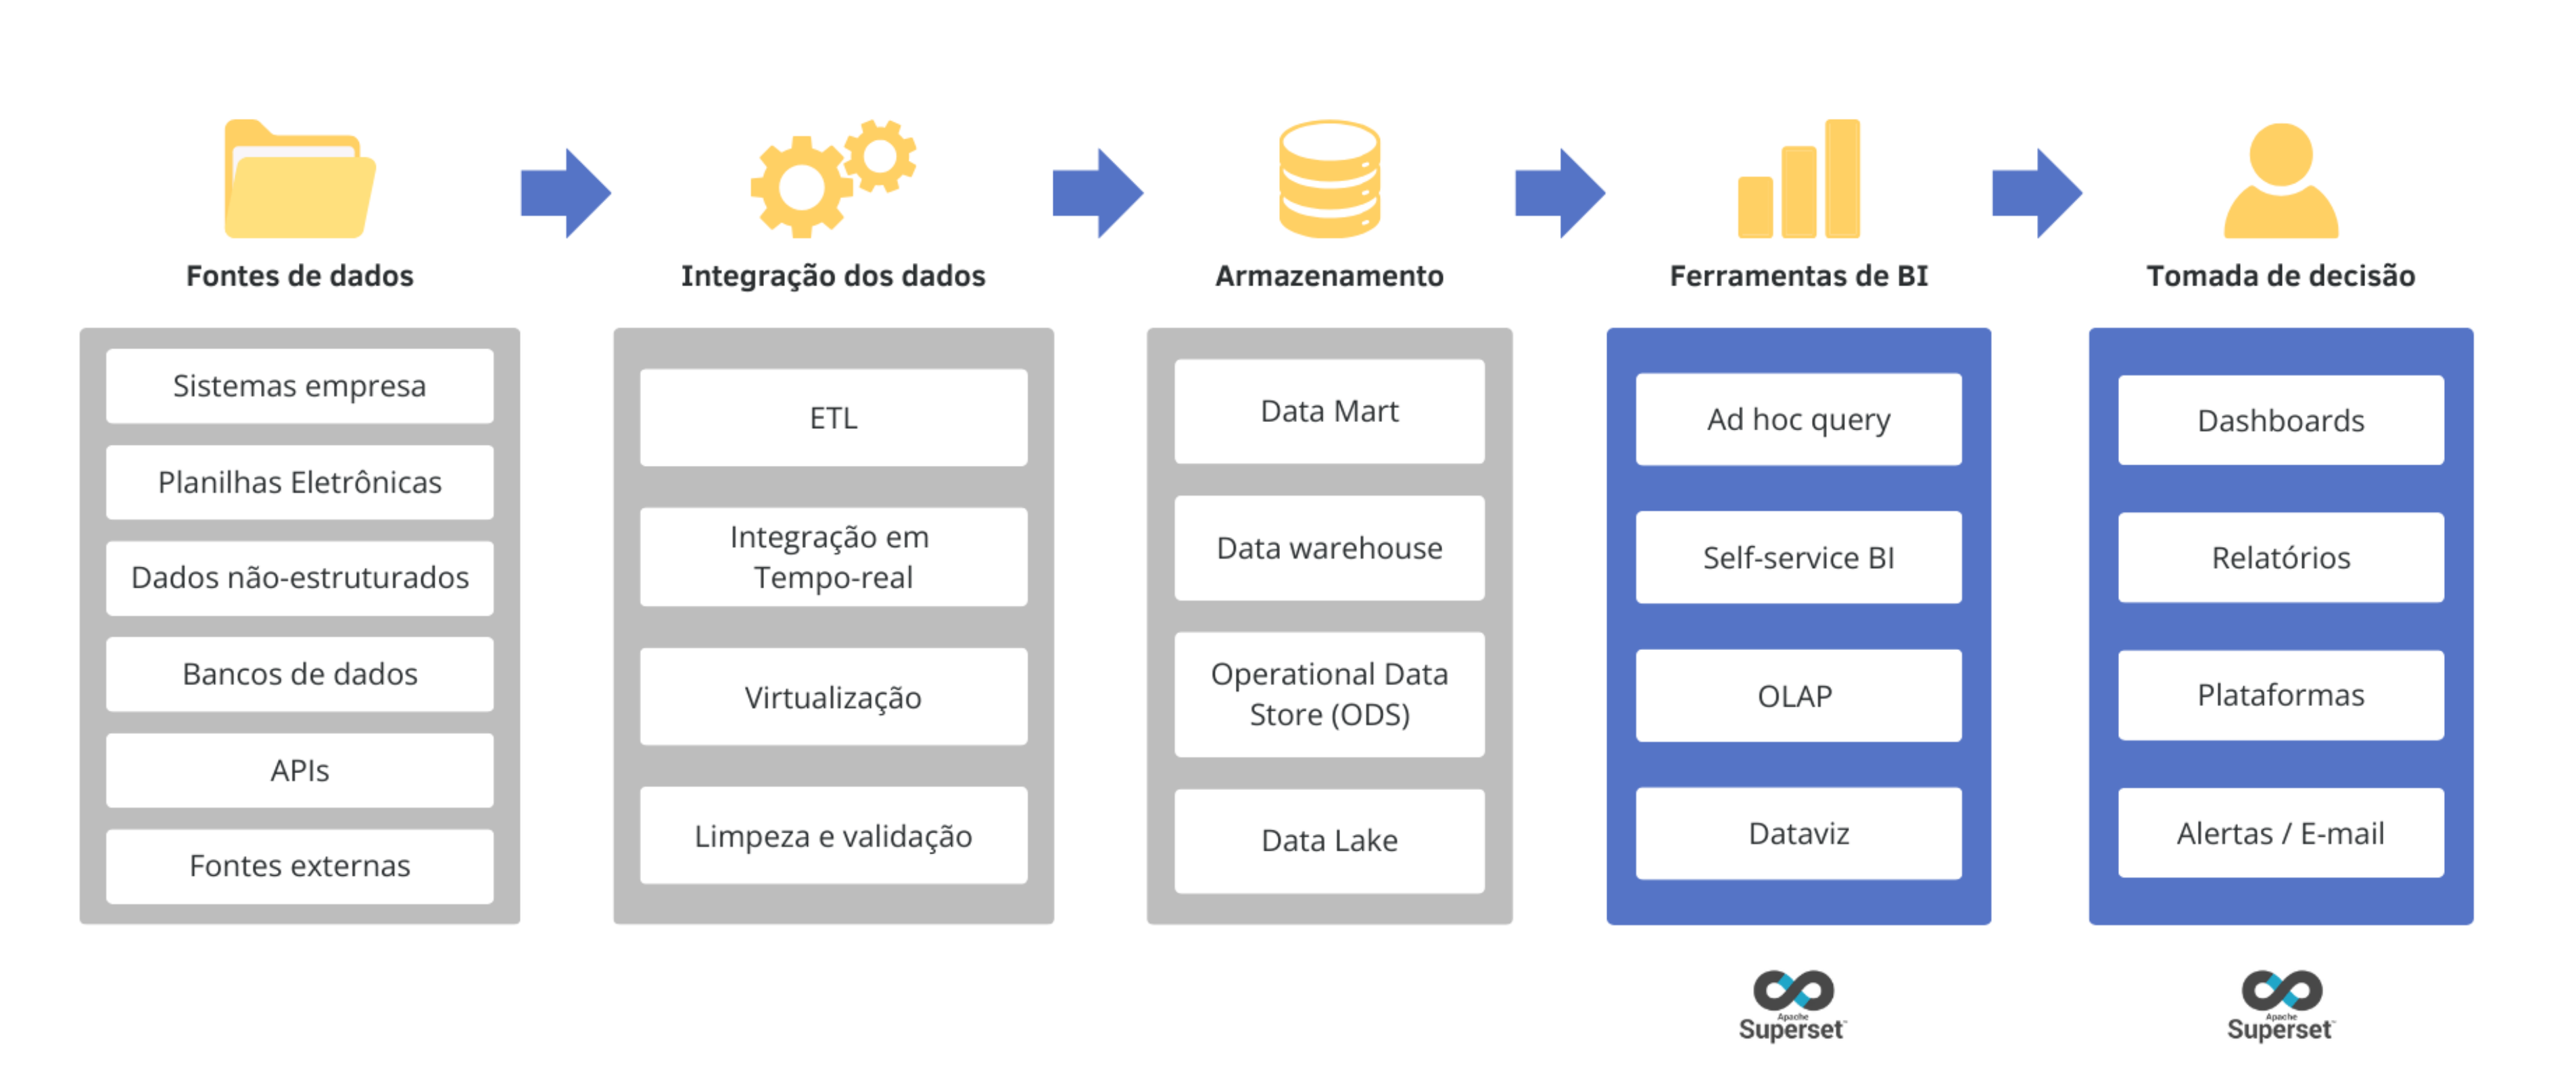 Fontes de dados
Sistemas empresa
Planilhas Eletrônicas
Dados não-estruturados
Bancos de dados
APIs
Fontes externas
Integração dos dados
ETL
Integração em
Tempo-real
Virtualização
Limpeza e validação
Armazenamento
Data Mart
Data warehouse
Operational Data
Store (ODS)
Data Lake
Ferramentas de BI
Ad hoc query
Self-service BI
OLAP
Dataviz
Apache
Superset™
Tomada de decisão
Dashboards
Relatórios
Plataformas
Alertas / E-mail
Apache
Superset™